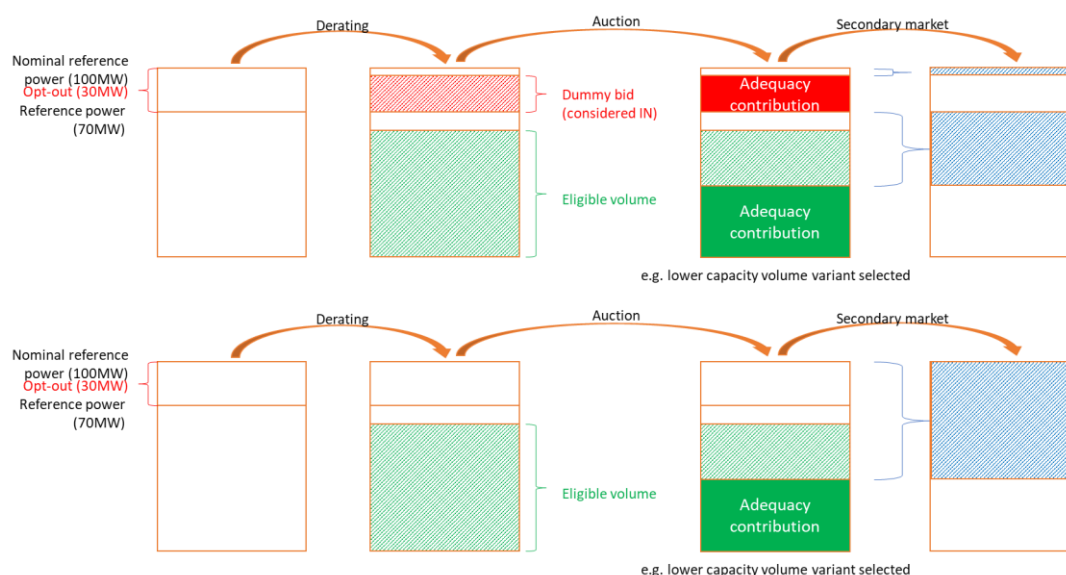 Derating
Auction
Secondary market
Nominal reference
power (100MW)
Opt-out (30MW)
Reference power
(70MW)
Dummy bid
(considered IN)
Eligible volume
Adequacy
contribution
Adequacy
contribution
e.g. lower capacity volume variant selected
Derating
Auction
Secondary market
Nominal reference
power (100MW)
Opt-out (30MW)
Reference power
(70MW)
Eligible volume
Adequacy
contribution
e.g. lower capacity volume variant selected